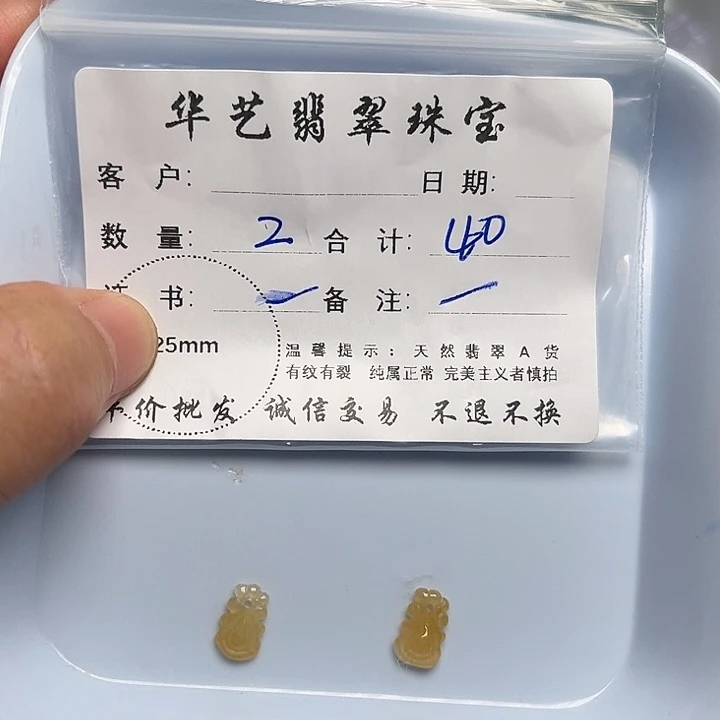 华艺翡翠珠宝
客 户: 日 期:
数 量: 2 合 计: 40
书: 备 注:
25mm
温馨提示: 天然翡翠A货
有纹有裂 纯属正常 完美主义者慎拍
价批发 诚信交易 不退不换